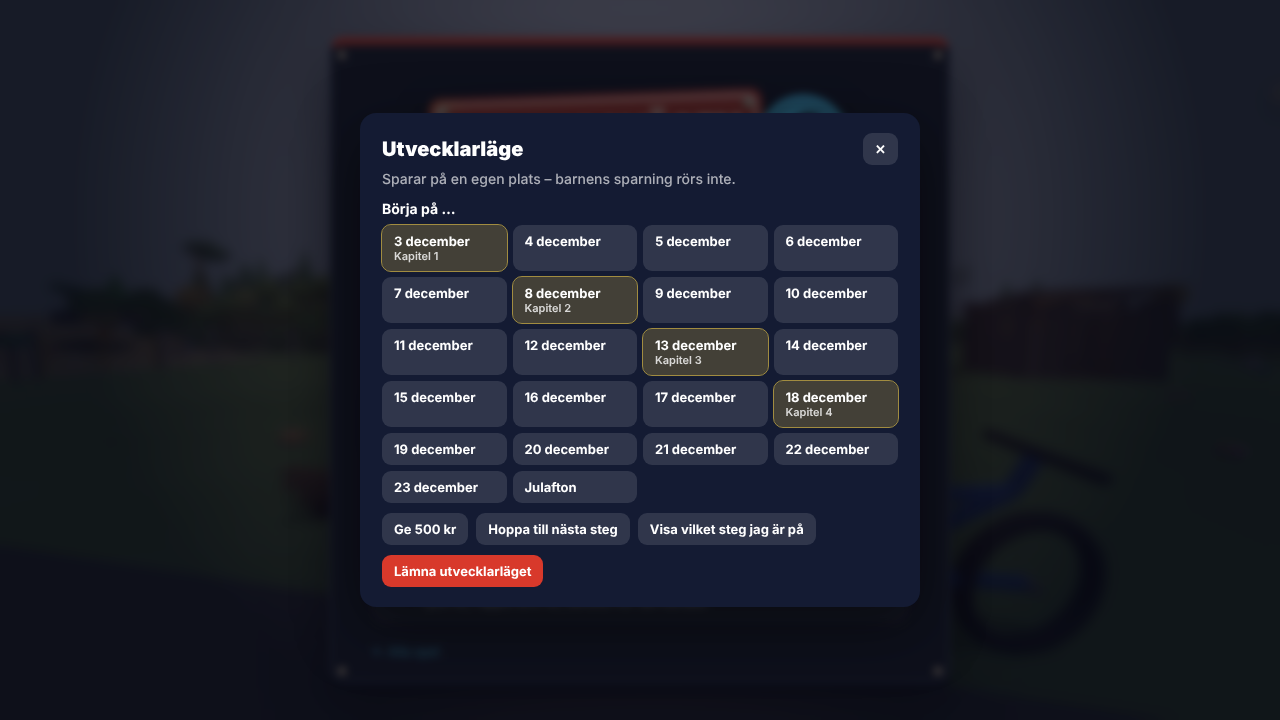 Utvecklarläge
×
Sparar på en egen plats – barnens sparning rörs inte.
Börja på ...
3 december
Kapitel 1
4 december
5 december
6 december
7 december
8 december
Kapitel 2
9 december
10 december
11 december
12 december
13 december
Kapitel 3
14 december
15 december
16 december
17 december
18 december
Kapitel 4
19 december
20 december
21 december
22 december
23 december
Julafton
Ge 500 kr
Hoppa till nästa steg
Visa vilket steg jag är på
Lämna utvecklarläget